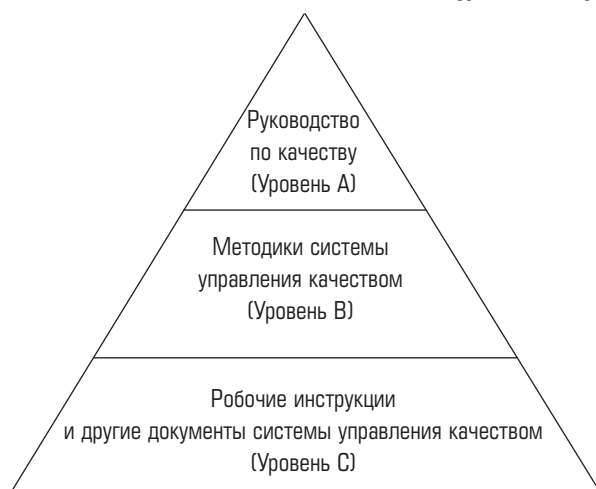 Руководство
по качеству
(Уровень А)
Методики системы
управления качеством
(Уровень В)
Робочие инструкции
и другие документы системы управления качеством
(Уровень С)